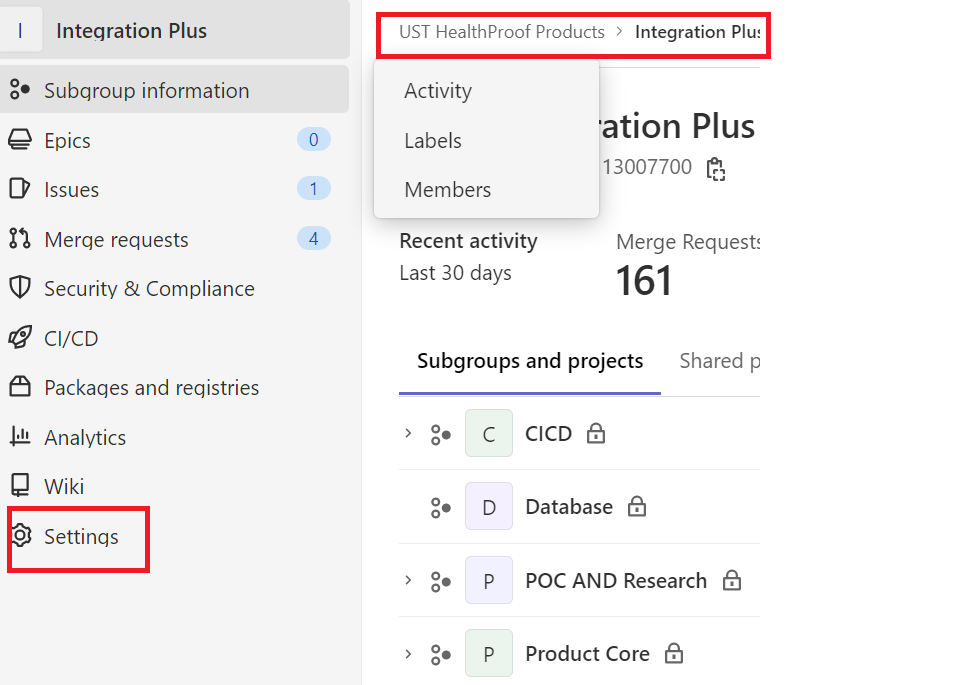 I Integration Plus
Subgroup information
Epics 0
Issues 1
Merge requests 4
Security & Compliance
CI/CD
Packages and registries
Analytics
Wiki
Settings
UST HealthProof Products > Integration Plus
Activity
Labels
Members
ration Plus
13007700
Recent activity
Last 30 days
Merge Requests
161
Subgroups and projects Shared p
C CICD
D Database
P POC AND Research
P Product Core